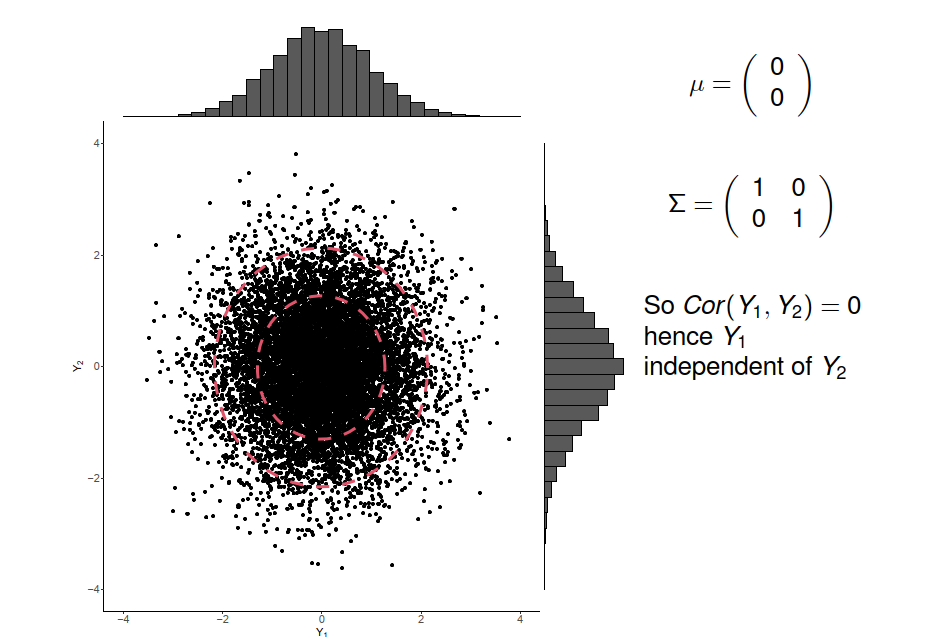 μ = ( 0
0 )
Σ = ( 1 0
0 1 )
So Cor(Y₁, Y₂) = 0
hence Y₁
independent of Y₂
4
2
0
−2
−4
Y₂
−4 −2 0 2 4
Y₁